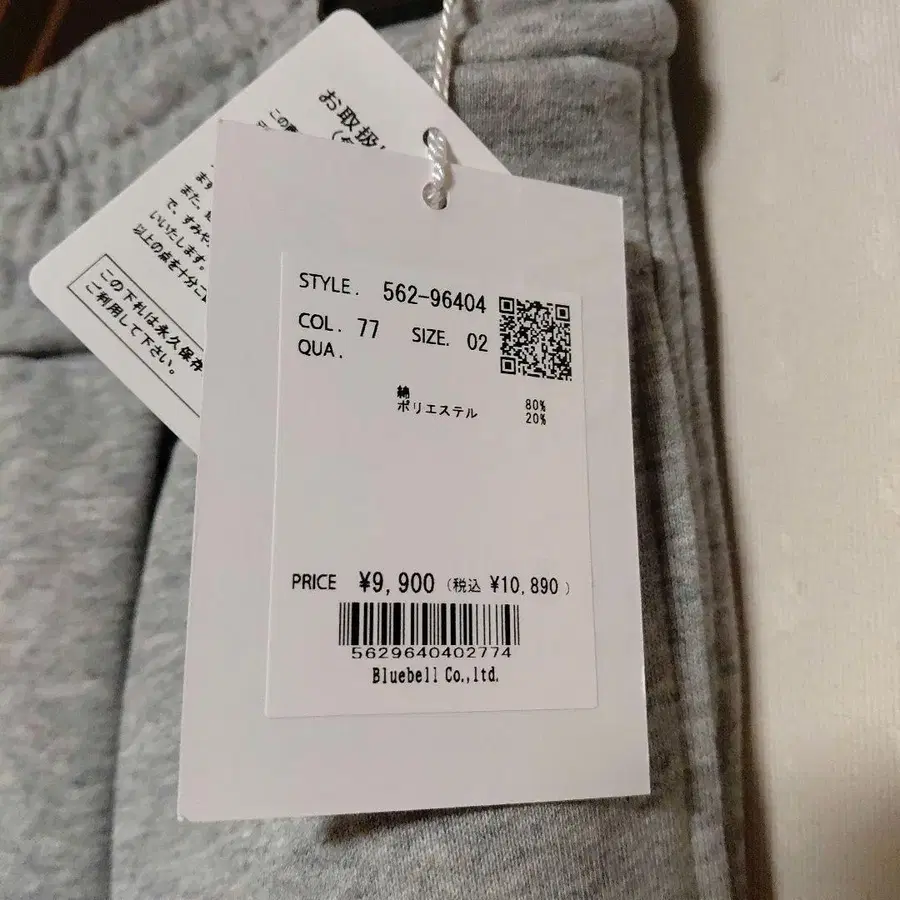 STYLE. 562-96404
COL. 77 SIZE. 02
QUA.
綿 80%
ポリエステル 20%
PRICE ¥9,900 (税込 ¥10,890)
5629640402774
Bluebell Co.,ltd.
お取扱い
この
ます
また、
で、すみや
いいたします。
以上の点を十分ご
この下札は永久保存
ご利用して下さい。